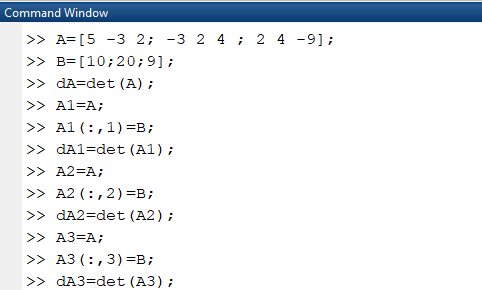 Command Window
>> A=[5 -3 2; -3 2 4 ; 2 4 -9];
>> B=[10;20;9];
>> dA=det(A);
>> A1=A;
>> A1(:,1)=B;
>> dA1=det(A1);
>> A2=A;
>> A2(:,2)=B;
>> dA2=det(A2);
>> A3=A;
>> A3(:,3)=B;
>> dA3=det(A3);